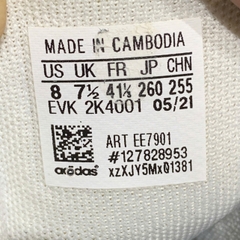 MADE IN CAMBODIA
US UK FR JP CHN
8 7½ 41⅓ 260 255
EVK 2K4001 05/21
ART EE7901
#127828953
adidas xzXJY5Mx01381